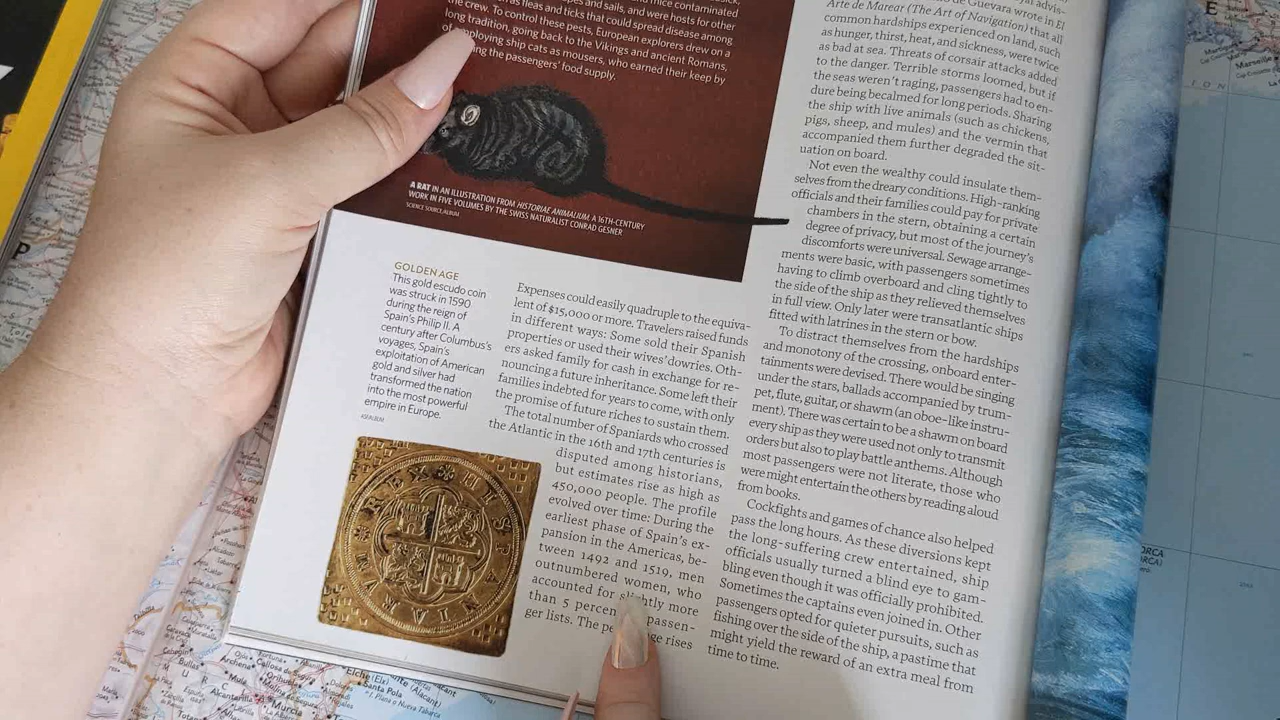 pes and sails, and were hosts for other
as fleas and ticks that could spread disease among
the crew. To control these pests, European explorers drew on a
long tradition, going back to the Vikings and ancient Romans,
of employing ship cats as mousers, who earned their keep by
the passengers' food supply.
A RAT IN AN ILLUSTRATION FROM HISTORIAE ANIMALIUM, A 16TH-CENTURY
WORK IN FIVE VOLUMES BY THE SWISS NATURALIST CONRAD GESNER
SCIENCE SOURCE/ALBUM
GOLDEN AGE
This gold escudo coin
was struck in 1590
during the reign of
Spain's Philip II. A
century after Columbus's
voyages, Spain's
exploitation of American
gold and silver had
transformed the nation
into the most powerful
empire in Europe.
Expenses could easily quadruple to the equiva-
lent of $15,000 or more. Travelers raised funds
in different ways: Some sold their Spanish
properties or used their wives' dowries. Oth-
ers asked family for cash in exchange for re-
nouncing a future inheritance. Some left their
families indebted for years to come, with only
the promise of future riches to sustain them.
The total number of Spaniards who crossed
the Atlantic in the 16th and 17th centuries is
disputed among historians,
but estimates rise as high as
450,000 people. The profile
evolved over time: During the
earliest phase of Spain's ex-
pansion in the Americas, be-
tween 1492 and 1519, men
outnumbered women, who
accounted for slightly more
than 5 percen passen-
ger lists. The pe ge rises
de Guevara wrote in El
Arte de Marear (The Art of Navigation) that all
common hardships experienced on land, such
as hunger, thirst, heat, and sickness, were twice
as bad at sea. Threats of corsair attacks added
to the danger. Terrible storms loomed, but if
the seas weren't raging, passengers had to en-
dure being becalmed for long periods. Sharing
the ship with live animals (such as chickens,
pigs, sheep, and mules) and the vermin that
accompanied them further degraded the sit-
uation on board.
Not even the wealthy could insulate them-
selves from the dreary conditions. High-ranking
officials and their families could pay for private
chambers in the stern, obtaining a certain
degree of privacy, but most of the journey's
discomforts were universal. Sewage arrange-
ments were basic, with passengers sometimes
having to climb overboard and cling tightly to
the side of the ship as they relieved themselves
in full view. Only later were transatlantic ships
fitted with latrines in the stern or bow.
To distract themselves from the hardships
and monotony of the crossing, onboard enter-
tainments were devised. There would be singing
under the stars, ballads accompanied by trum-
pet, flute, guitar, or shawm (an oboe-like instru-
ment). There was certain to be a shawm on board
every ship as they were used not only to transmit
orders but also to play battle anthems. Although
most passengers were not literate, those who
were might entertain the others by reading aloud
from books.
Cockfights and games of chance also helped
pass the long hours. As these diversions kept
the long-suffering crew entertained, ship
officials usually turned a blind eye to gam-
bling even though it was officially prohibited.
Sometimes the captains even joined in. Other
passengers opted for quieter pursuits, such as
fishing over the side of the ship, a pastime that
might yield the reward of an extra meal from
time to time.
Murcia
Santa Pola
Elche (Elx)
Archena
Mula
Alcantarilla
Bullas